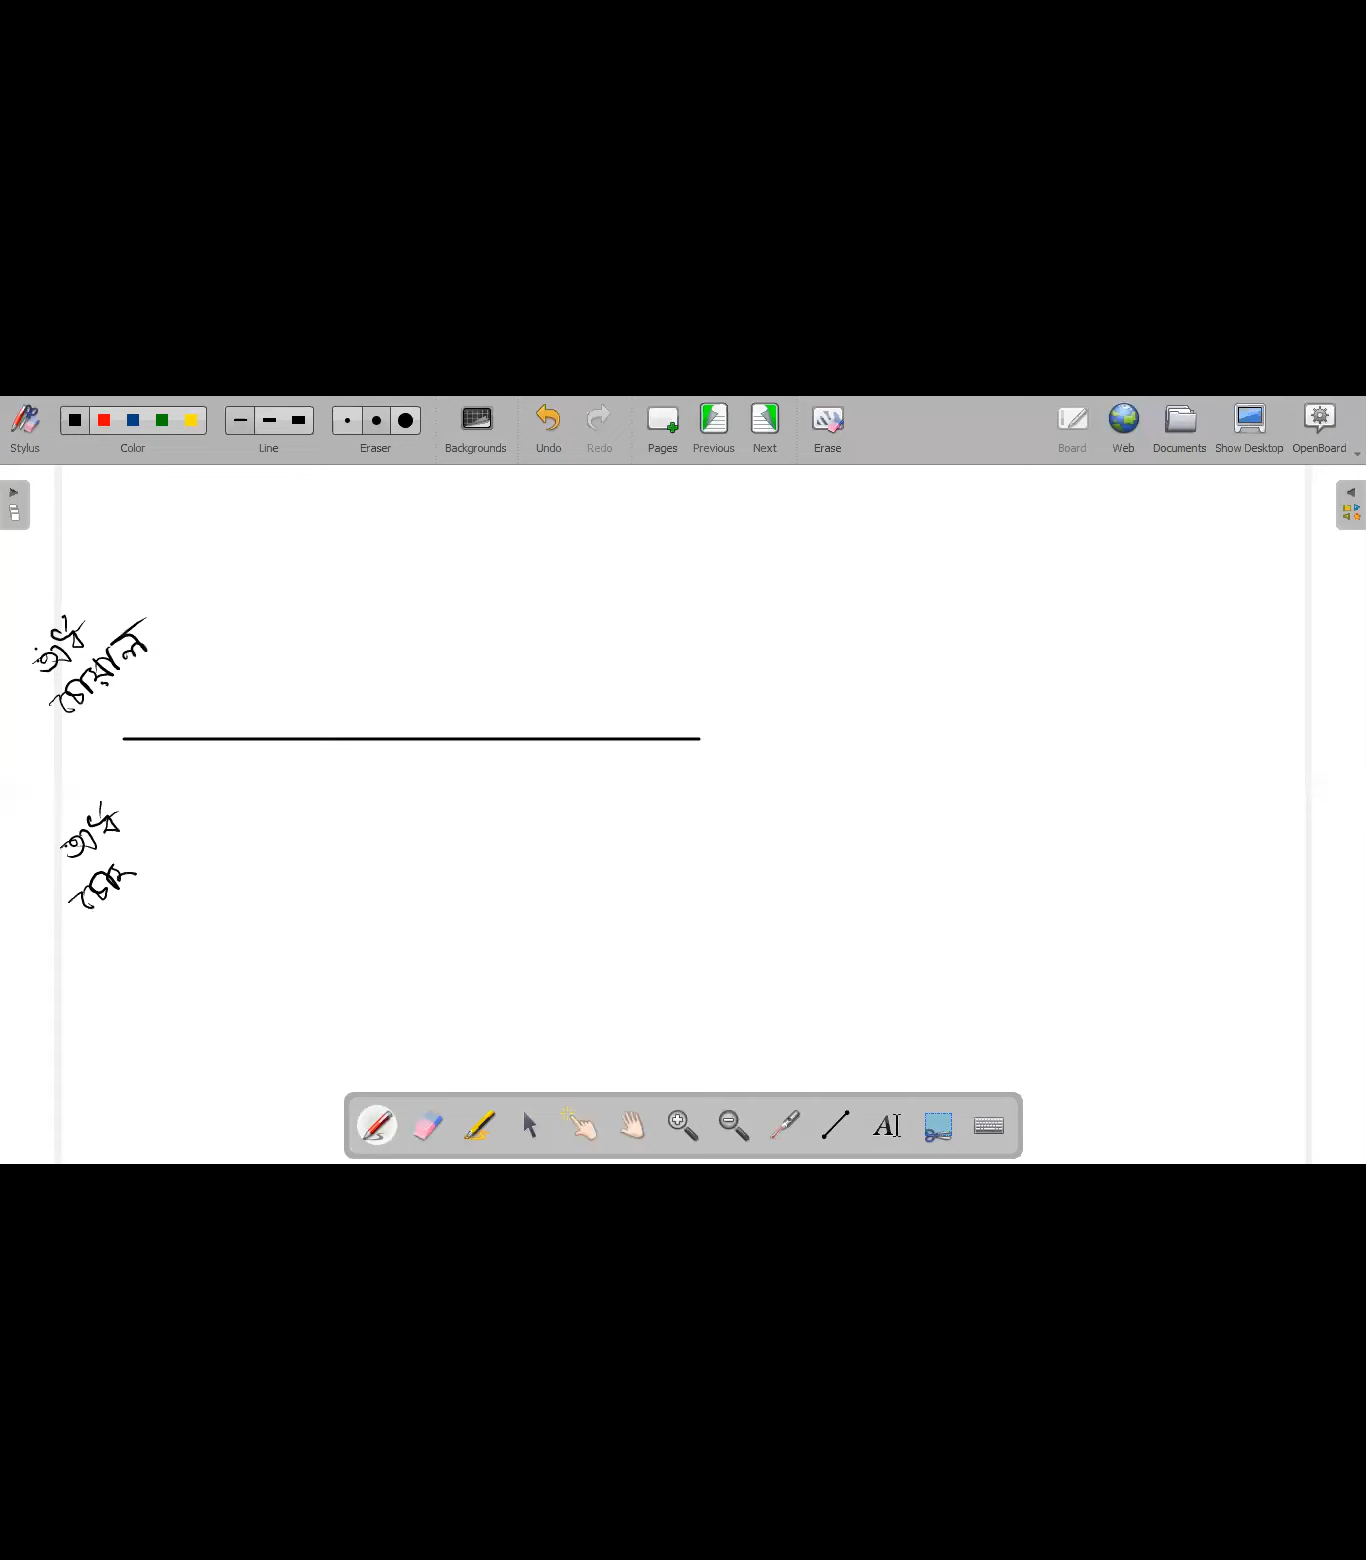 Stylus Color Line Eraser Backgrounds Undo Redo Pages Previous Next Erase Board Web Documents Show Desktop OpenBoard
চোয়াল